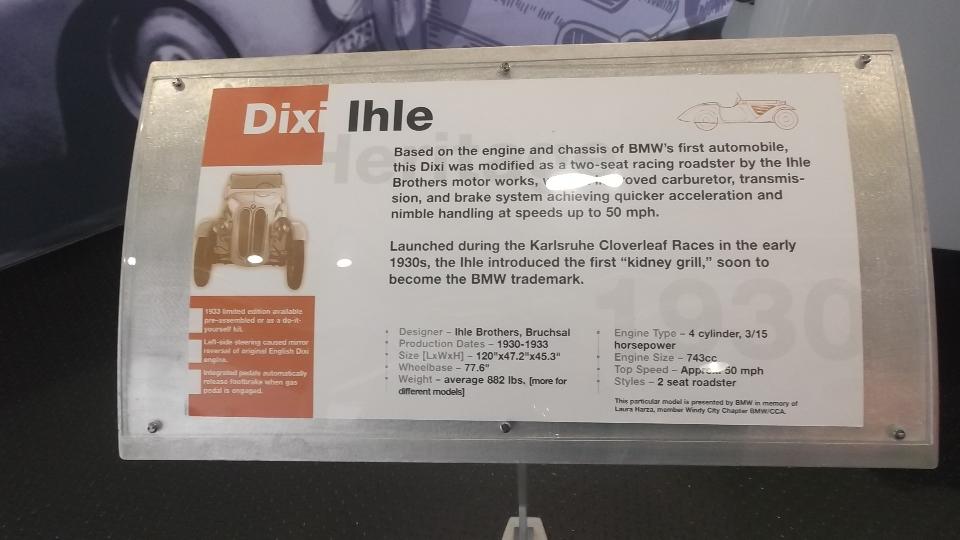 Dixi Ihle
Heritage
Based on the engine and chassis of BMW's first automobile,
this Dixi was modified as a two-seat racing roadster by the Ihle
Brothers motor works, carburetor, transmis-
sion, and brake system achieving quicker acceleration and
nimble handling at speeds up to 50 mph.
Launched during the Karlsruhe Cloverleaf Races in the early
1930s, the Ihle introduced the first “kidney grill,” soon to
become the BMW trademark.
1930
1933 limited edition available
pre-assembled or as a do-it-
yourself kit.
Left-side steering caused mirror
reversal of original English Dixi
engine.
Integrated pedals automatically
release footbrake when gas
pedal is engaged.
• Designer – Ihle Brothers, Bruchsal
• Production Dates – 1930-1933
• Size [LxWxH] – 120"x47.2"x45.3"
• Wheelbase – 77.6"
• Weight – average 882 lbs. [more for
different models]
• Engine Type – 4 cylinder, 3/15
horsepower
• Engine Size – 743cc
• Top Speed – Approx. 50 mph
• Styles – 2 seat roadster
This particular model is presented by BMW in memory of
Laura Harza, member Windy City Chapter BMW/CCA.